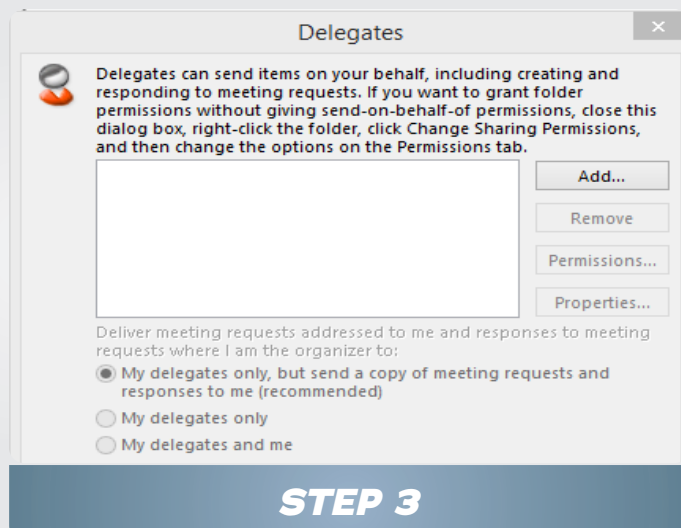 Delegates
Delegates can send items on your behalf, including creating and
responding to meeting requests. If you want to grant folder
permissions without giving send-on-behalf-of permissions, close this
dialog box, right-click the folder, click Change Sharing Permissions,
and then change the options on the Permissions tab.
Add...
Remove
Permissions...
Properties...
Deliver meeting requests addressed to me and responses to meeting
requests where I am the organizer to:
My delegates only, but send a copy of meeting requests and
responses to me (recommended)
My delegates only
My delegates and me
STEP 3